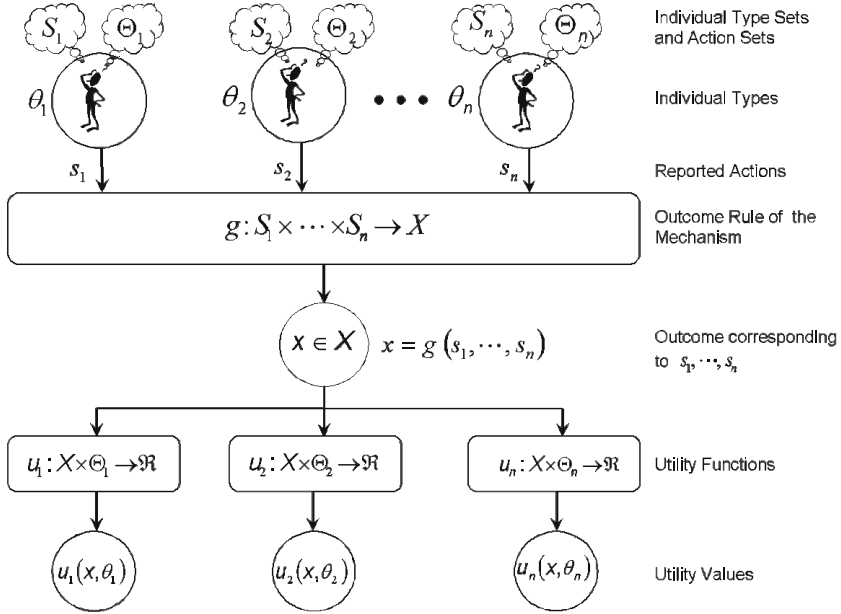 S₁ Θ₁ S₂ Θ₂ Sₙ Θₙ) Individual Type Sets
and Action Sets
θ₁ θ₂ • • • θₙ Individual Types
s₁ s₂ sₙ Reported Actions
g : S₁ × ⋯ × Sₙ → X Outcome Rule of the
Mechanism
x ∈ X x = g (s₁, ⋯, sₙ) Outcome corresponding
to s₁, ⋯, sₙ
u₁ : X×Θ₁ → ℜ u₂ : X×Θ₂ → ℜ uₙ : X×Θₙ → ℜ Utility Functions
u₁(x, θ₁) u₂(x, θ₂) uₙ(x, θₙ) Utility Values